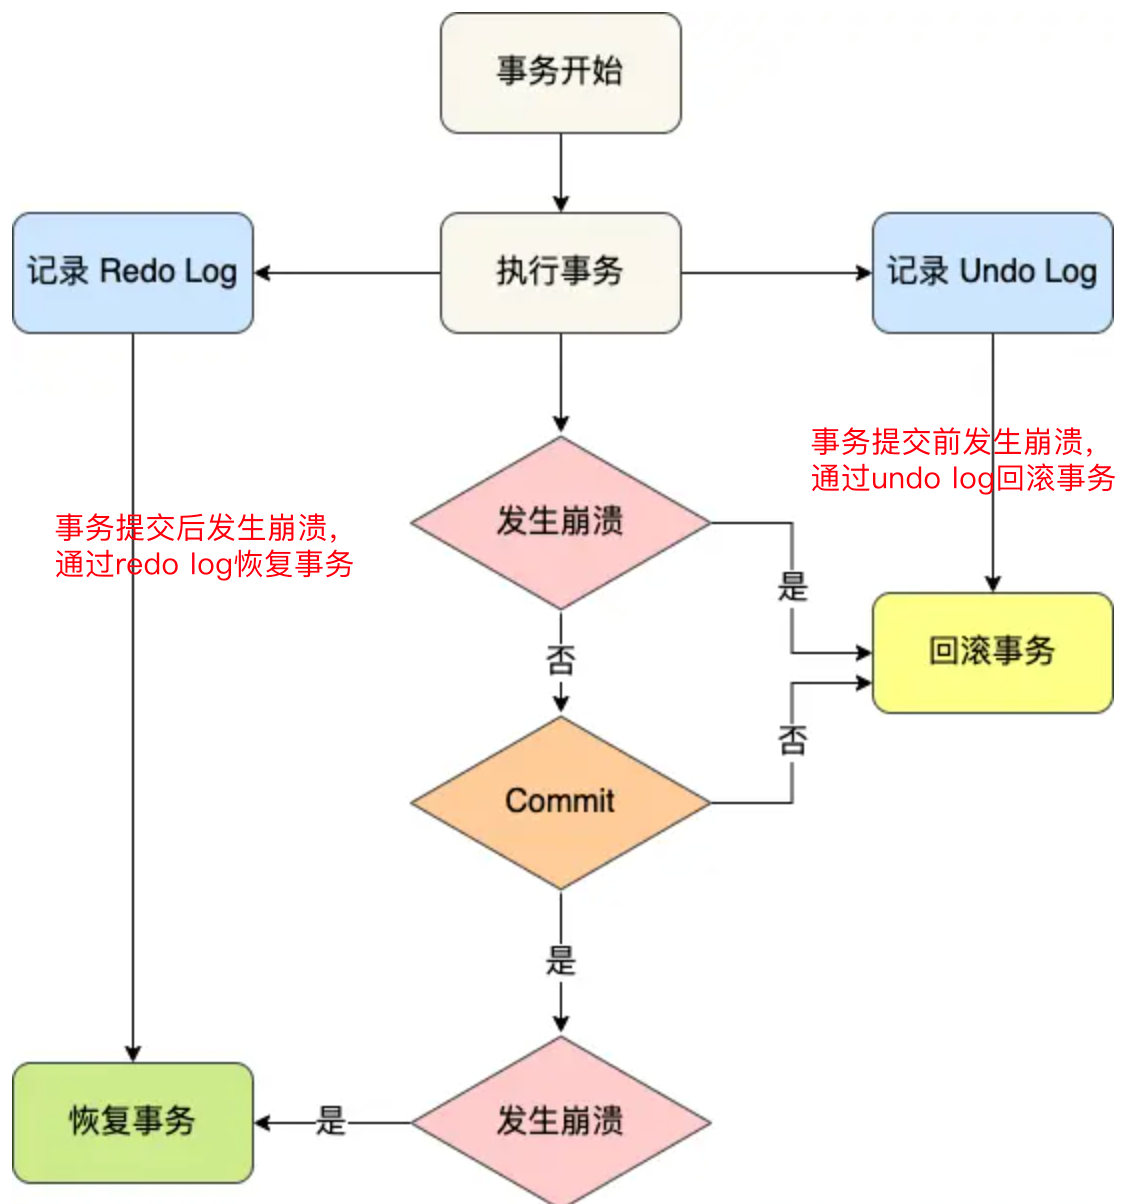 事务开始
记录 Redo Log
执行事务
记录 Undo Log
事务提交前发生崩溃，
通过undo log回滚事务
发生崩溃
事务提交后发生崩溃，
通过redo log恢复事务
是
否
回滚事务
否
Commit
是
恢复事务
是
发生崩溃